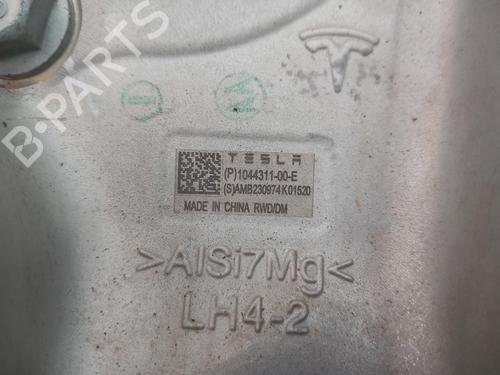 B-PARTS
TESLA
(P)1044311-00-E
(S)AMB230974K01520
MADE IN CHINA RWD/DM
>AlSi7Mg<
LH4-2